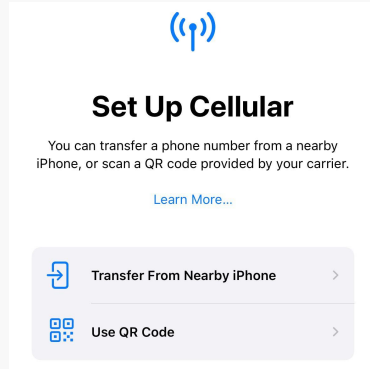 Set Up Cellular
You can transfer a phone number from a nearby
iPhone, or scan a QR code provided by your carrier.
Learn More...
Transfer From Nearby iPhone
Use QR Code